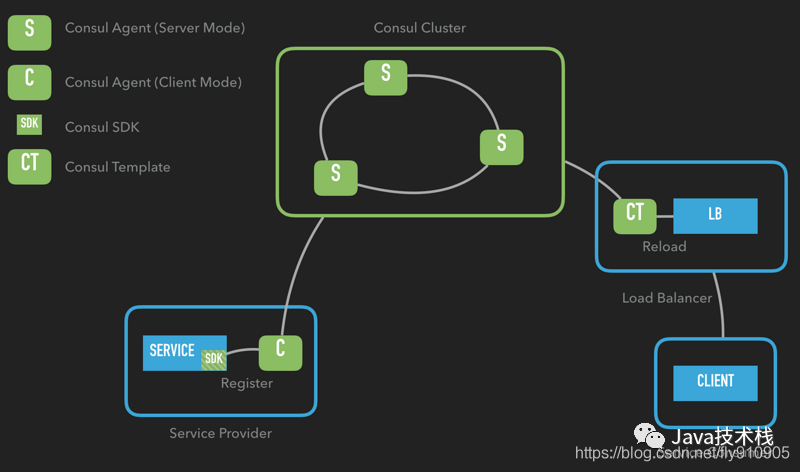 S Consul Agent (Server Mode)
C Consul Agent (Client Mode)
SDK Consul SDK
CT Consul Template
Consul Cluster
S
S
S
CT LB
Reload
Load Balancer
SERVICE SDK C
Register
Service Provider
CLIENT
Java技术栈
https://blog.csdn.net/fly910905